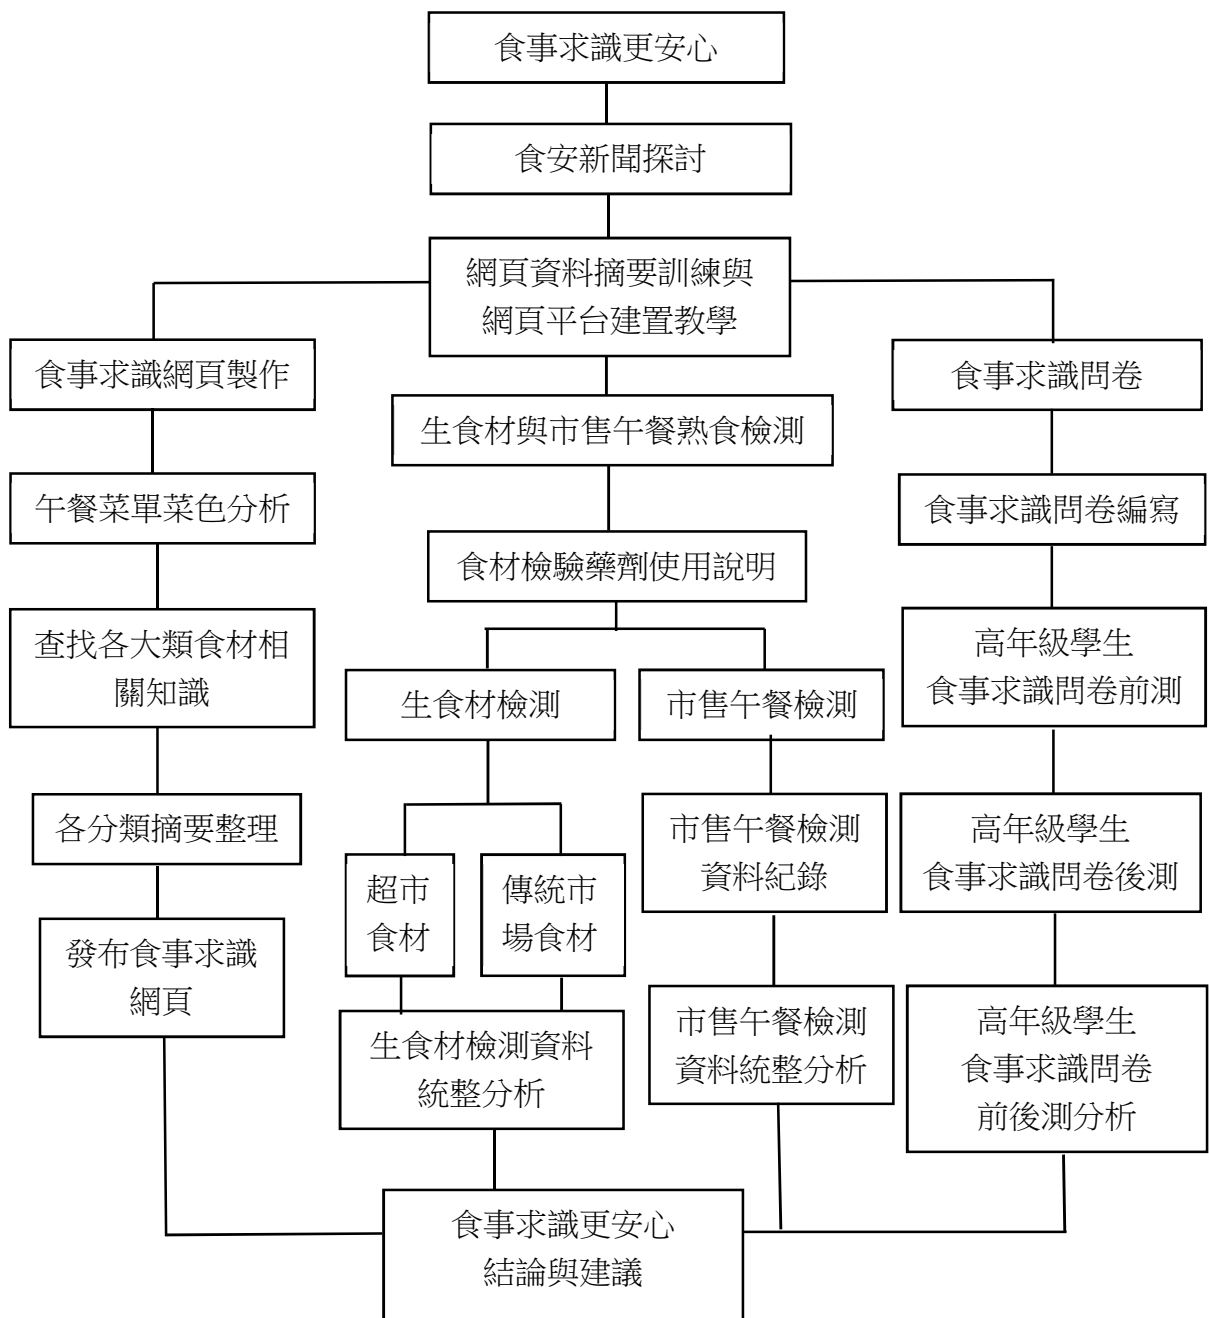 食事求識更安心
食安新聞探討
網頁資料摘要訓練與
網頁平台建置教學
食事求識網頁製作
午餐菜單菜色分析
查找各大類食材相
關知識
各分類摘要整理
發布食事求識
網頁
生食材與市售午餐熟食檢測
食材檢驗藥劑使用說明
生食材檢測
超市
食材
傳統市
場食材
生食材檢測資料
統整分析
市售午餐檢測
市售午餐檢測
資料紀錄
市售午餐檢測
資料統整分析
食事求識問卷
食事求識問卷編寫
高年級學生
食事求識問卷前測
高年級學生
食事求識問卷後測
高年級學生
食事求識問卷
前後測分析
食事求識更安心
結論與建議